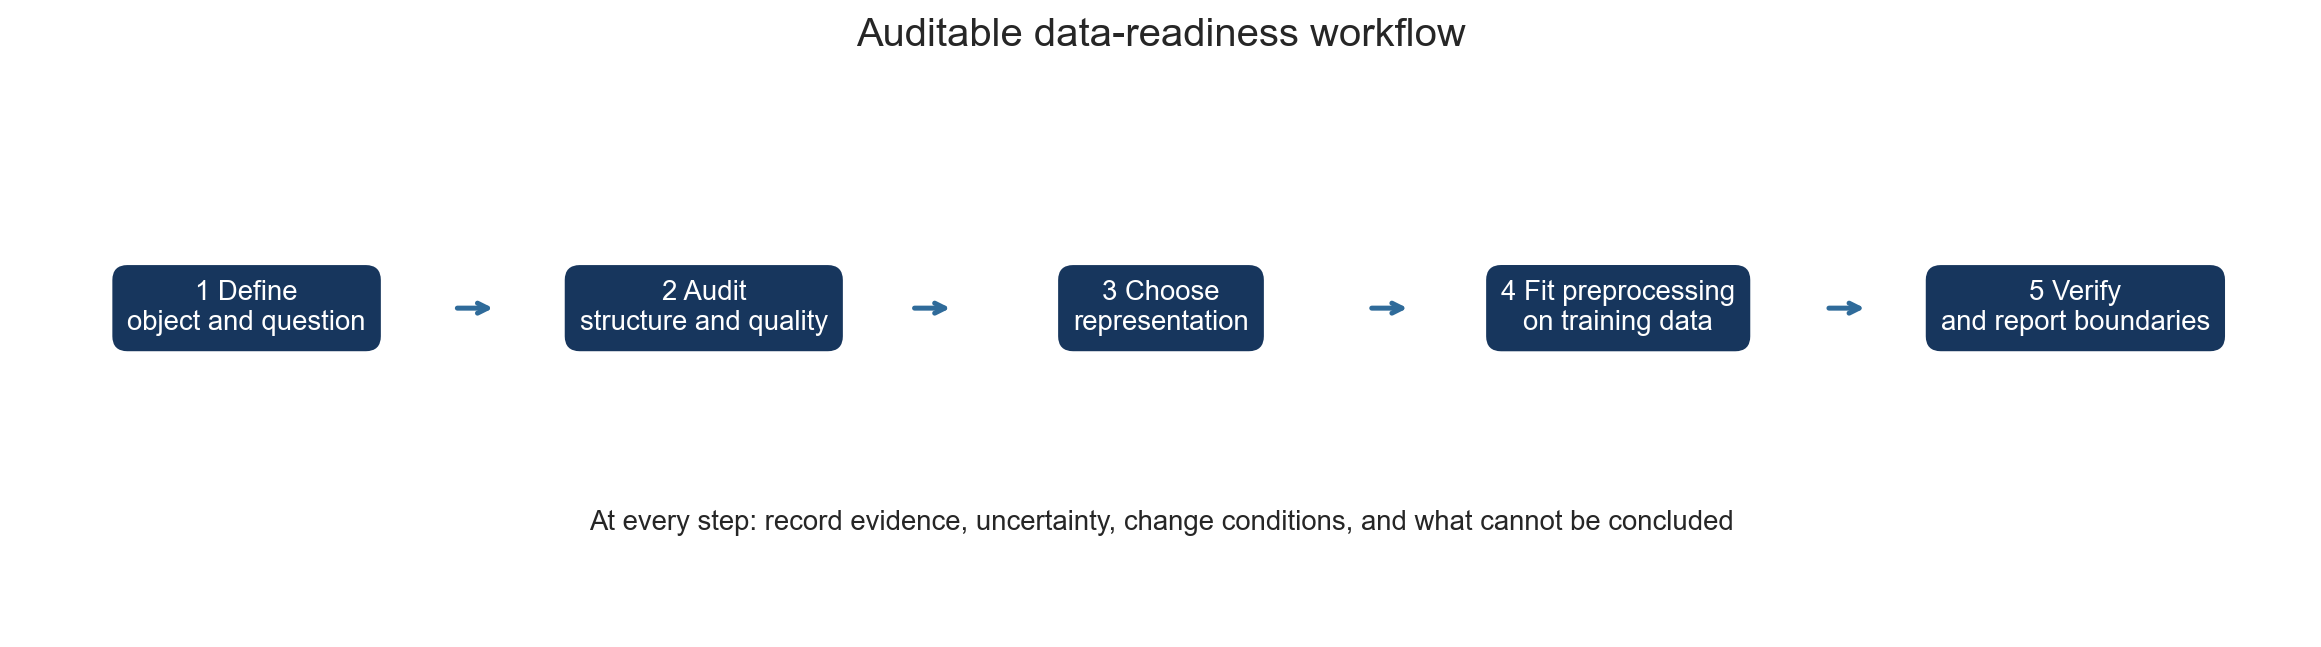 Auditable data-readiness workflow
1 Define
object and question
2 Audit
structure and quality
3 Choose
representation
4 Fit preprocessing
on training data
5 Verify
and report boundaries
At every step: record evidence, uncertainty, change conditions, and what cannot be concluded